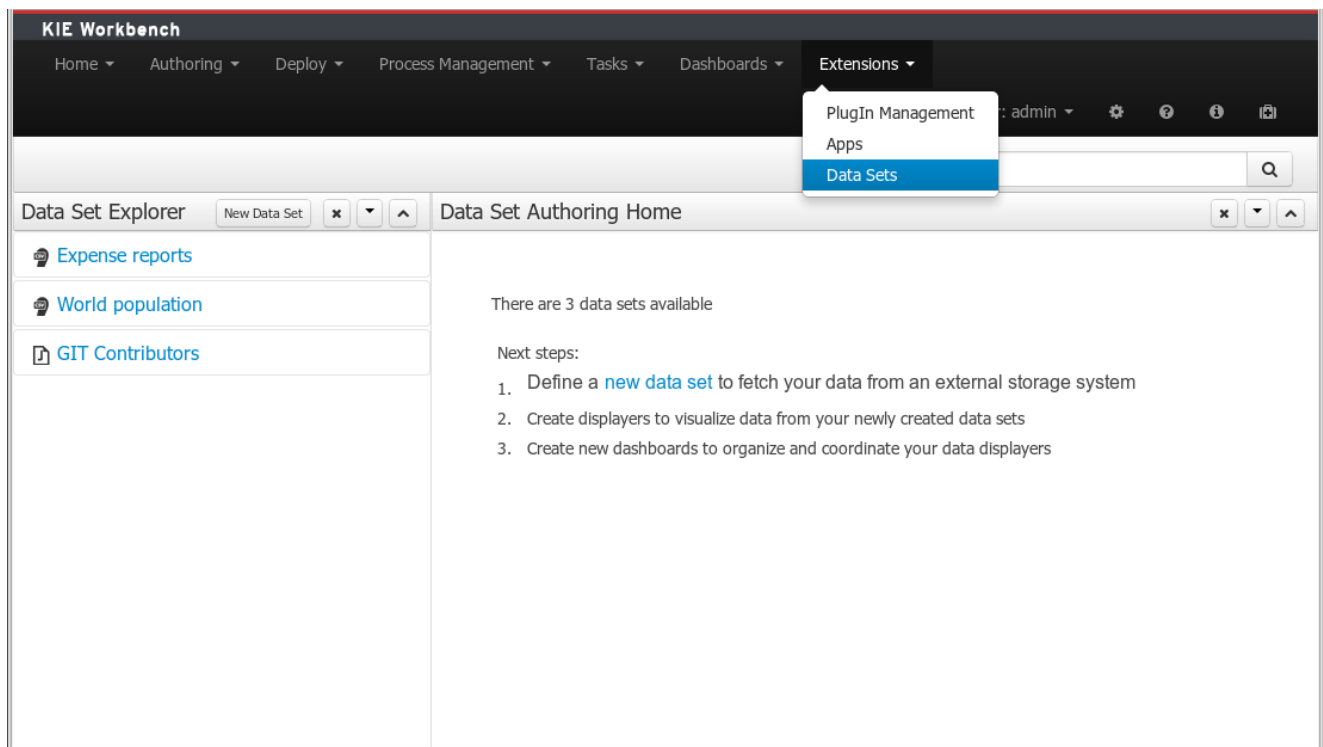 KIE Workbench
Home Authoring Deploy Process Management Tasks Dashboards Extensions
PlugIn Management
: admin
Apps
Data Sets
Data Set Explorer New Data Set Data Set Authoring Home
Expense reports
World population
GIT Contributors
There are 3 data sets available
Next steps:
1. Define a new data set to fetch your data from an external storage system
2. Create displayers to visualize data from your newly created data sets
3. Create new dashboards to organize and coordinate your data displayers